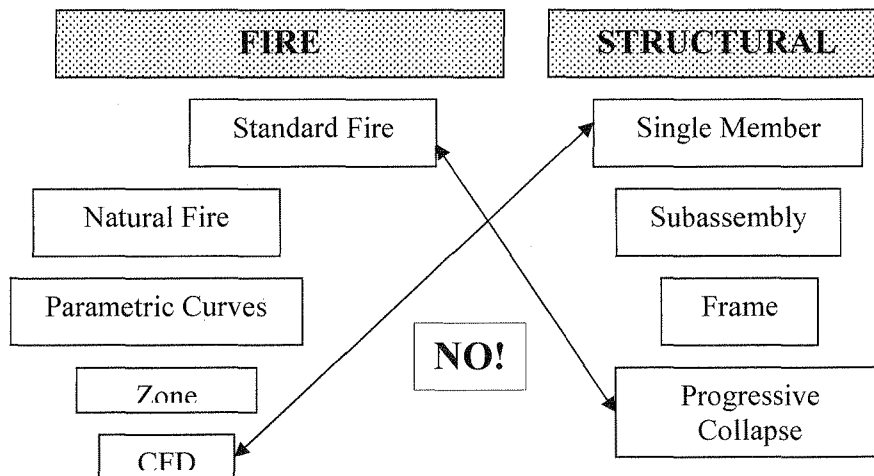 FIRE
STRUCTURAL
Standard Fire
Single Member
Natural Fire
Subassembly
Parametric Curves
Frame
NO!
Zone
Progressive
Collapse
CFD